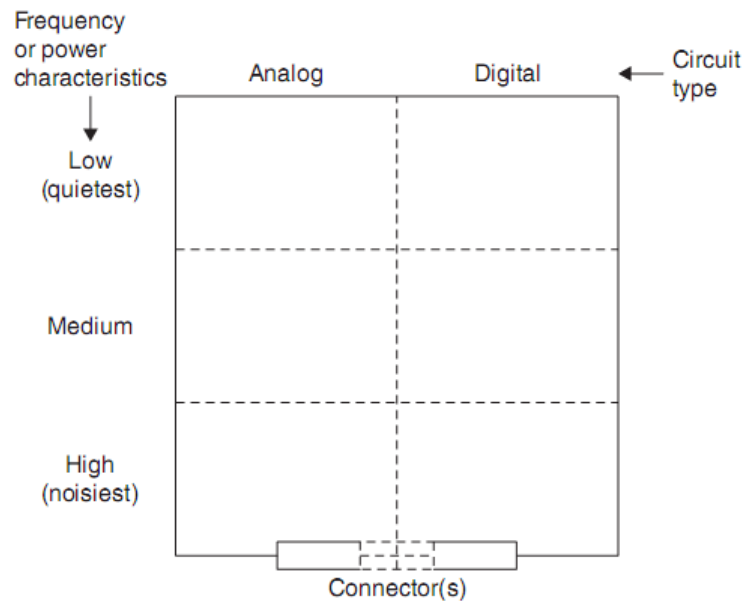 Frequency
or power
characteristics
Analog
Digital
Circuit
type
Low
(quietest)
Medium
High
(noisiest)
Connector(s)